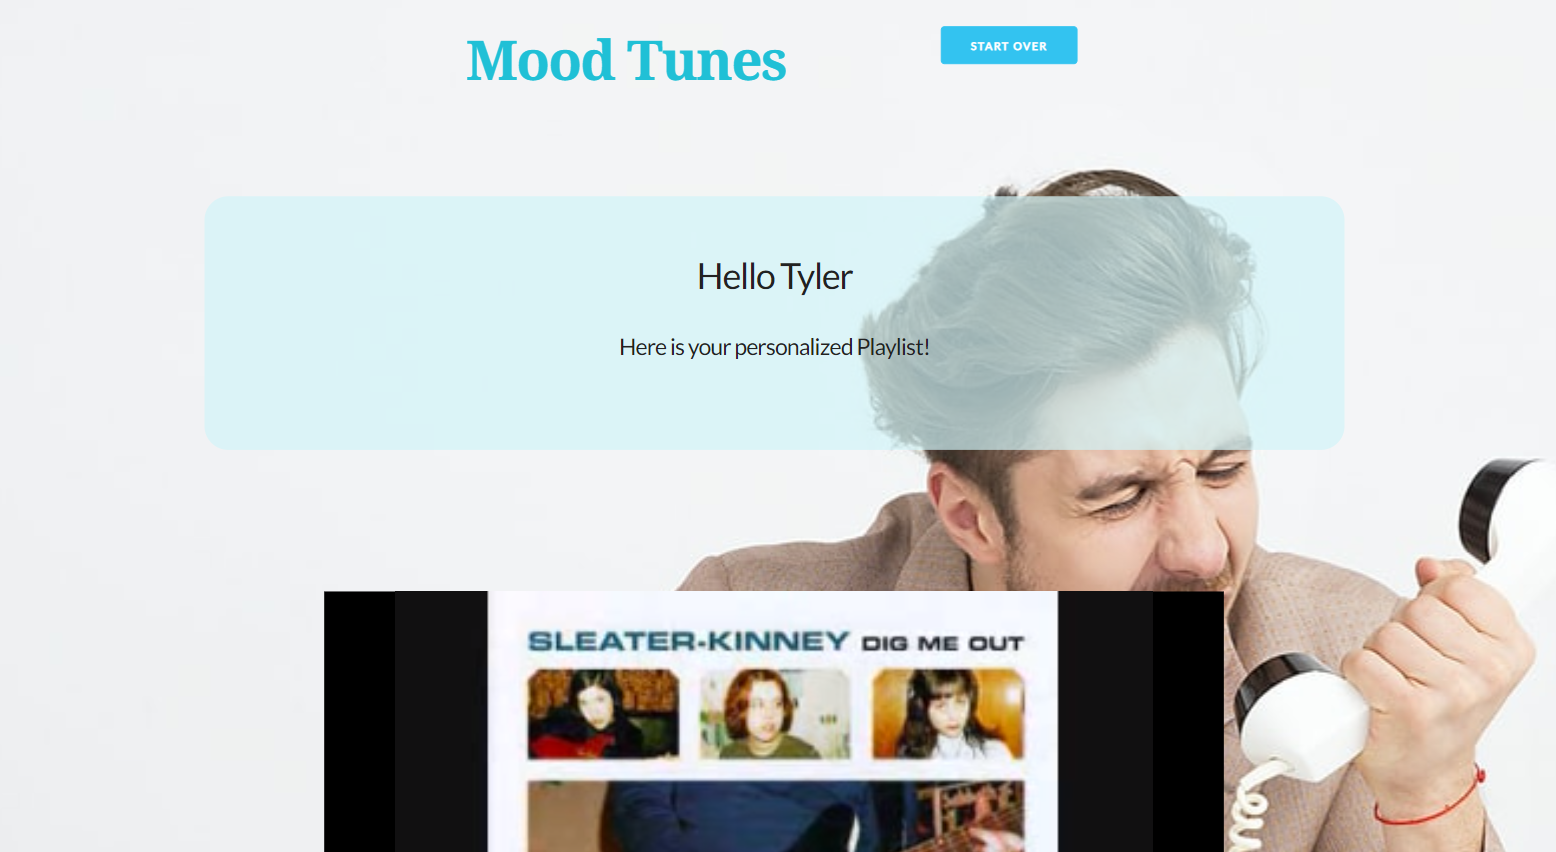 Mood Tunes
START OVER
Hello Tyler
Here is your personalized Playlist!
SLEATER-KINNEY DIG ME OUT